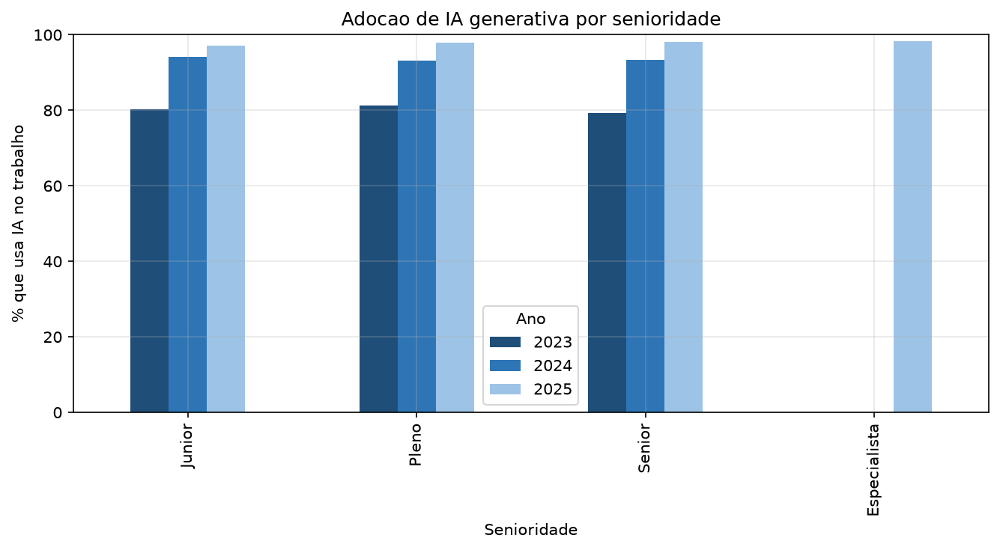 Adocao de IA generativa por senioridade
% que usa IA no trabalho
100
80
60
40
20
0
Ano
2023
2024
2025
Junior
Pleno
Senior
Especialista
Senioridade